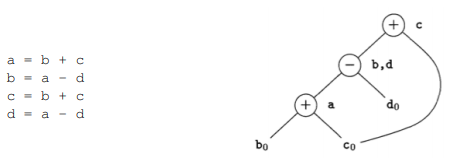 a = b + c
b = a - d
c = b + c
d = a - d
+ c
- b,d
+ a
d0
b0
c0